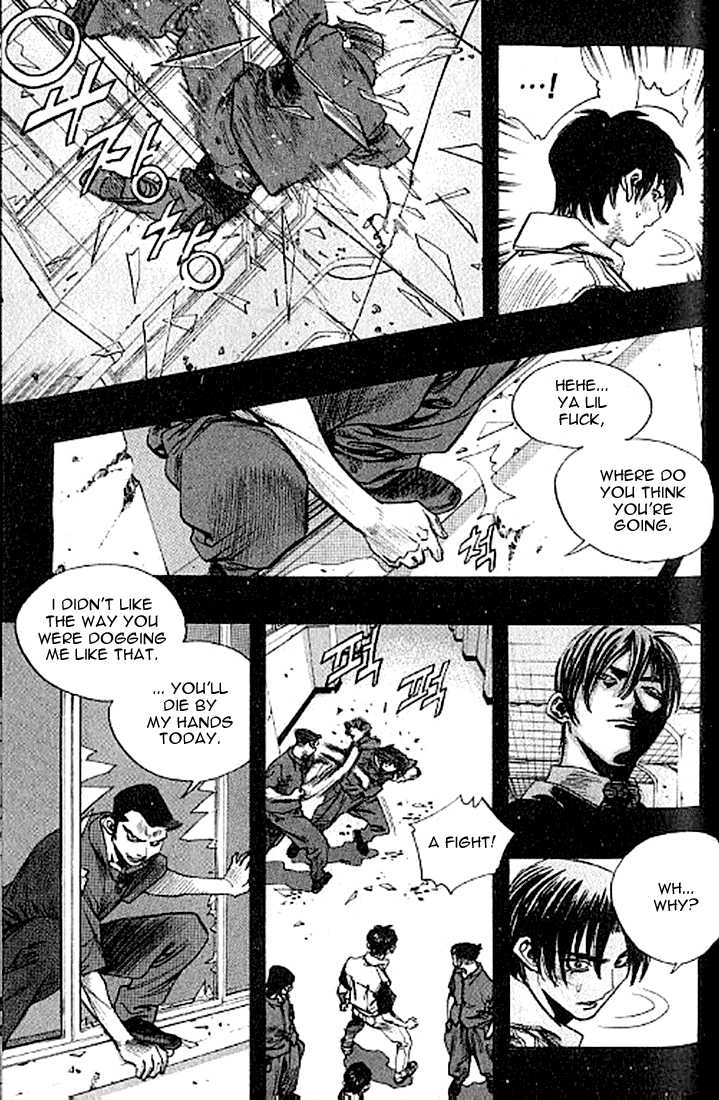 와장창
...!
HEHE...
YA LIL
FUCK,
WHERE DO
YOU THINK
YOU'RE
GOING.
척
I DIDN'T LIKE
THE WAY YOU
WERE DOGGING
ME LIKE THAT.
... YOU'LL
DIE BY
MY HANDS
TODAY.
퍽
퍽
A FIGHT!
WH...
WHY?